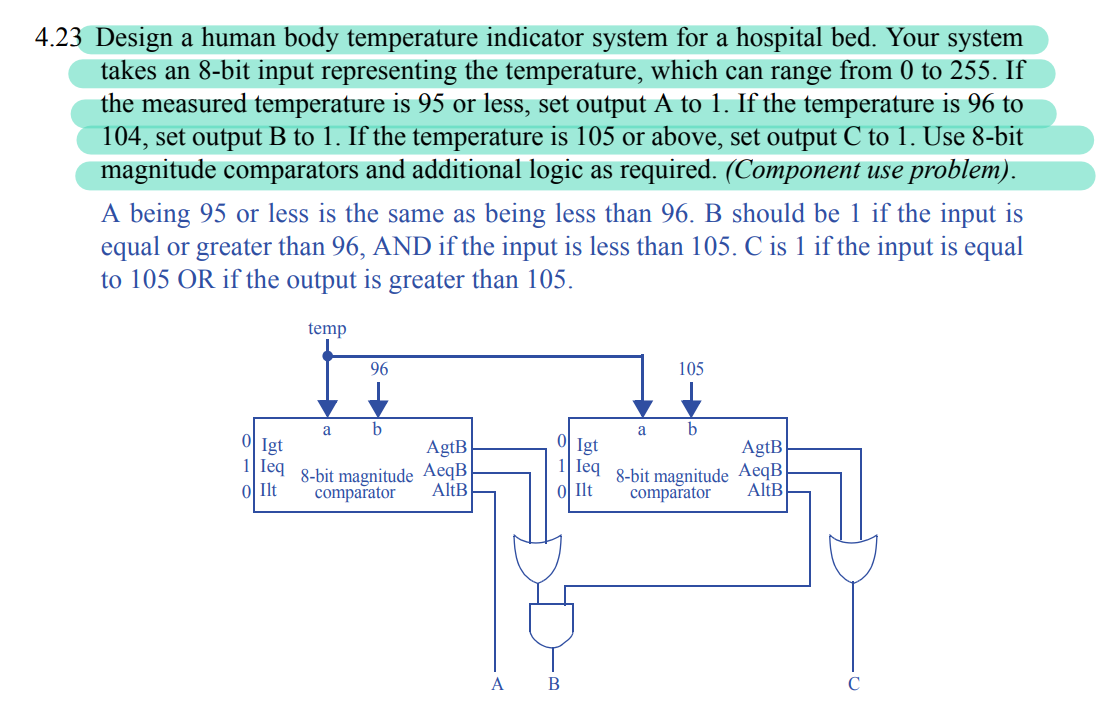 4.23 Design a human body temperature indicator system for a hospital bed. Your system
takes an 8-bit input representing the temperature, which can range from 0 to 255. If
the measured temperature is 95 or less, set output A to 1. If the temperature is 96 to
104, set output B to 1. If the temperature is 105 or above, set output C to 1. Use 8-bit
magnitude comparators and additional logic as required. (Component use problem).
A being 95 or less is the same as being less than 96. B should be 1 if the input is
equal or greater than 96, AND if the input is less than 105. C is 1 if the input is equal
to 105 OR if the output is greater than 105.
temp
96
105
a b
0 Igt
1 Ieq
0 Ilt
8-bit magnitude
comparator
AgtB
AeqB
AltB
a b
0 Igt
1 Ieq
0 Ilt
8-bit magnitude
comparator
AgtB
AeqB
AltB
A B C